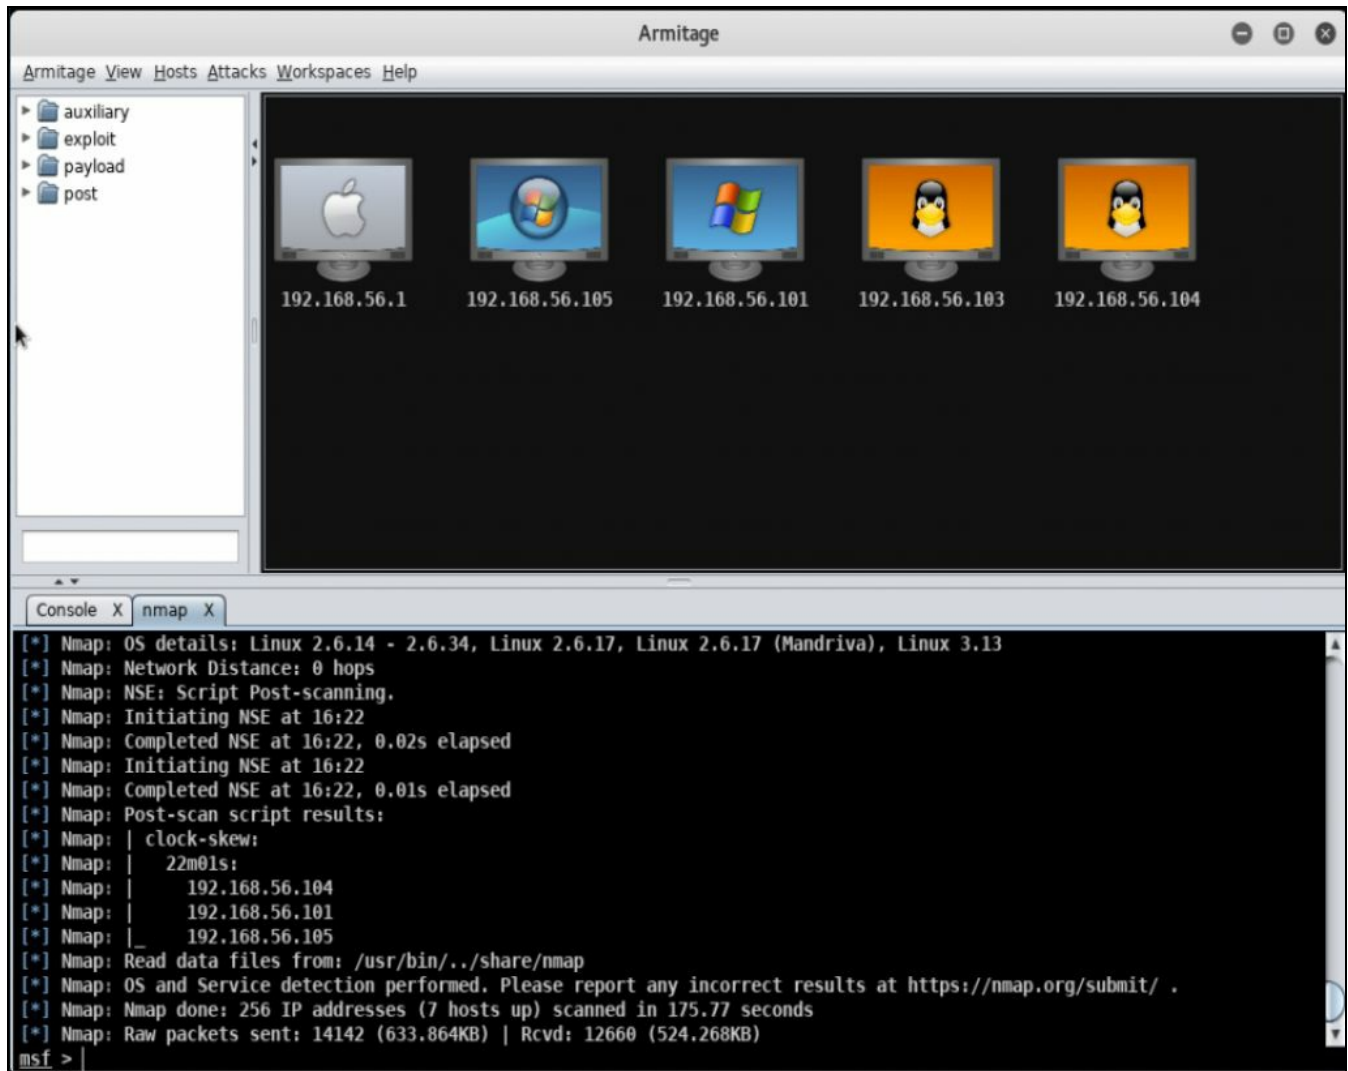 Armitage
Armitage View Hosts Attacks Workspaces Help
auxiliary
exploit
payload
post
192.168.56.1 192.168.56.105 192.168.56.101 192.168.56.103 192.168.56.104
Console X nmap X
[*] Nmap: OS details: Linux 2.6.14 - 2.6.34, Linux 2.6.17, Linux 2.6.17 (Mandriva), Linux 3.13
[*] Nmap: Network Distance: 0 hops
[*] Nmap: NSE: Script Post-scanning.
[*] Nmap: Initiating NSE at 16:22
[*] Nmap: Completed NSE at 16:22, 0.02s elapsed
[*] Nmap: Initiating NSE at 16:22
[*] Nmap: Completed NSE at 16:22, 0.01s elapsed
[*] Nmap: Post-scan script results:
[*] Nmap: | clock-skew:
[*] Nmap: |   22m01s:
[*] Nmap: |     192.168.56.104
[*] Nmap: |     192.168.56.101
[*] Nmap: |_    192.168.56.105
[*] Nmap: Read data files from: /usr/bin/../share/nmap
[*] Nmap: OS and Service detection performed. Please report any incorrect results at https://nmap.org/submit/ .
[*] Nmap: Nmap done: 256 IP addresses (7 hosts up) scanned in 175.77 seconds
[*] Nmap: Raw packets sent: 14142 (633.864KB) | Rcvd: 12660 (524.268KB)
msf >